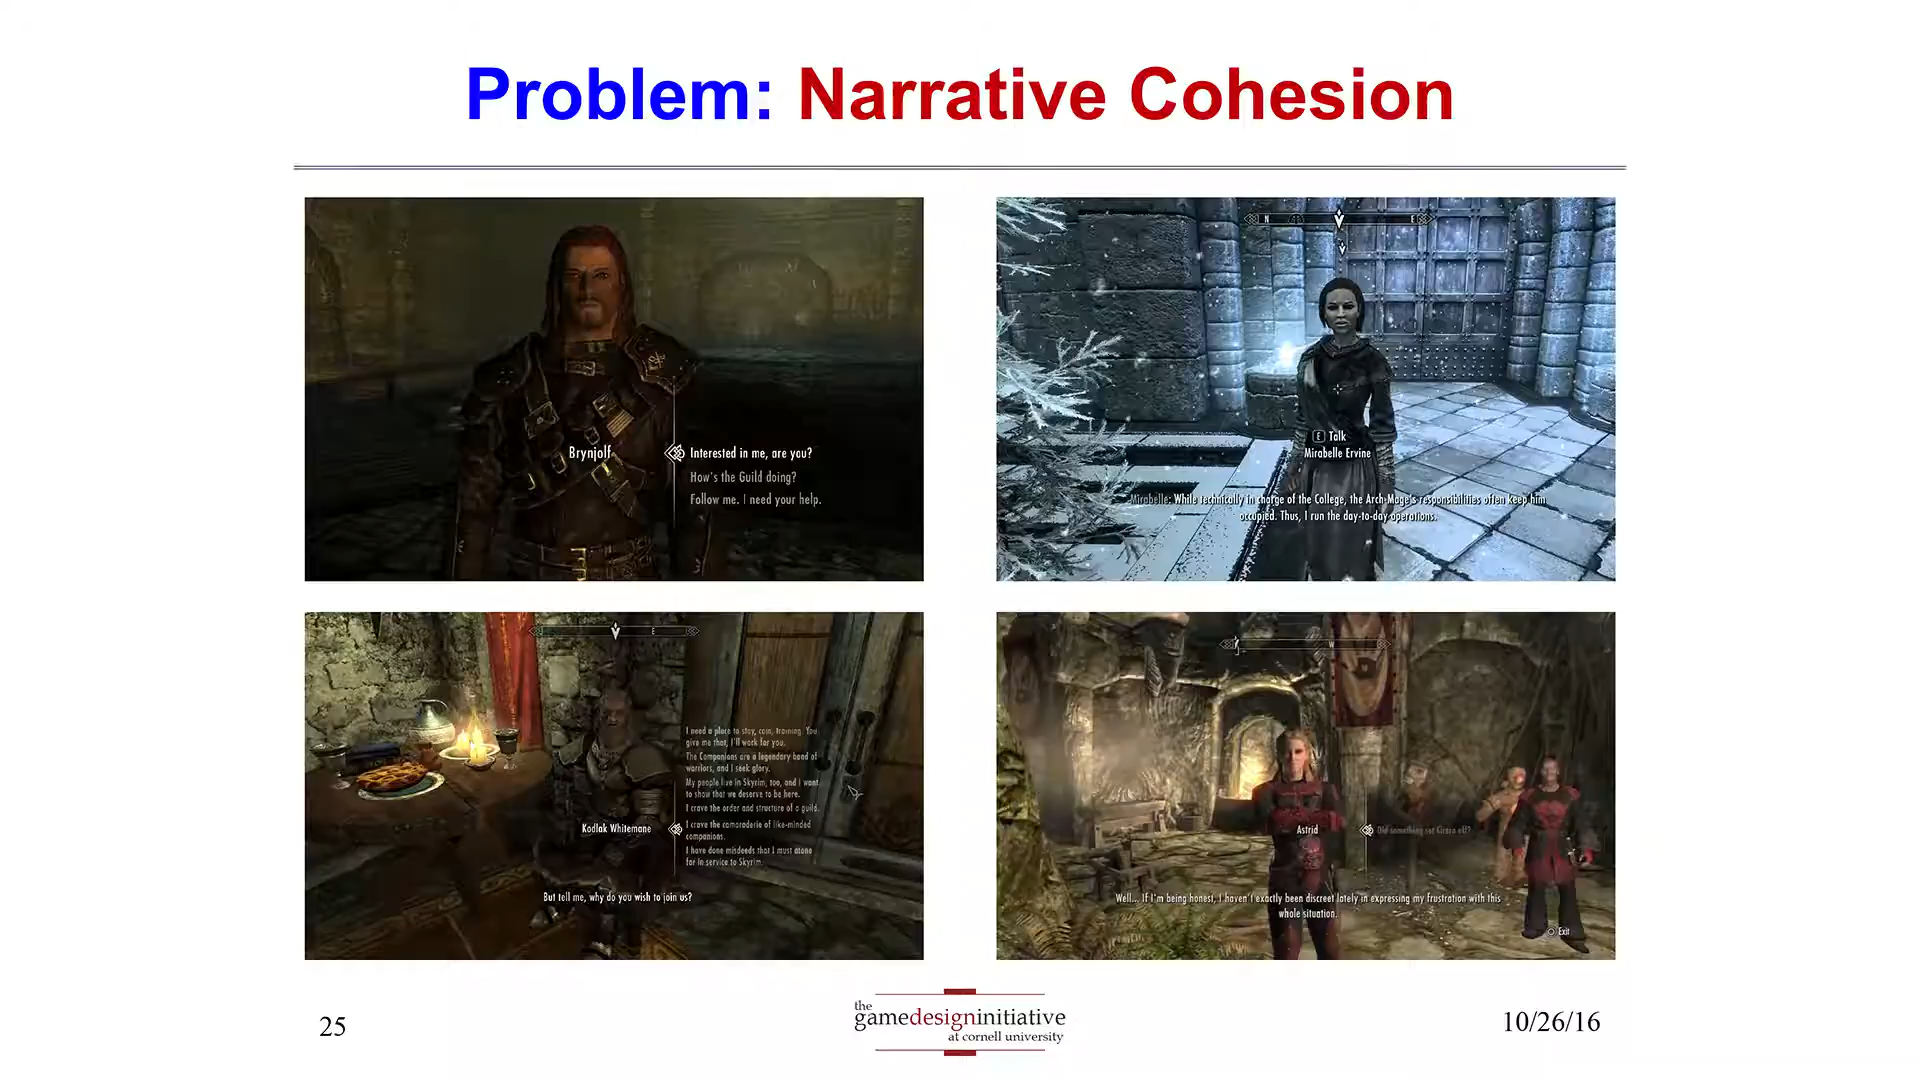 Problem: Narrative Cohesion
Brynjolf
Interested in me, are you?
How's the Guild doing?
Follow me. I need your help.
N
E
E Talk
Mirabelle Ervine
Mirabelle: While technically in charge of the College, the Arch-Mage's responsibilities often keep him
occupied. Thus, I run the day-to-day operations.
E
I need a place to stay, coin, training. You
give me that, I'll work for you.
The Companions are a legendary band of
warriors, and I seek glory.
My people live in Skyrim, too, and I want
to show that we deserve to be here.
I crave the order and structure of a guild.
Kodlak Whitemane
I crave the camaraderie of like-minded
companions.
I have done misdeeds that I must atone
for in service to Skyrim.
But tell me, why do you wish to join us?
W
Astrid
Did something set Cicero off?
Well... If I'm being honest, I haven't exactly been discreet lately in expressing my frustration with this
whole situation.
Exit
25
the
gamedesigninitiative
at cornell university
10/26/16